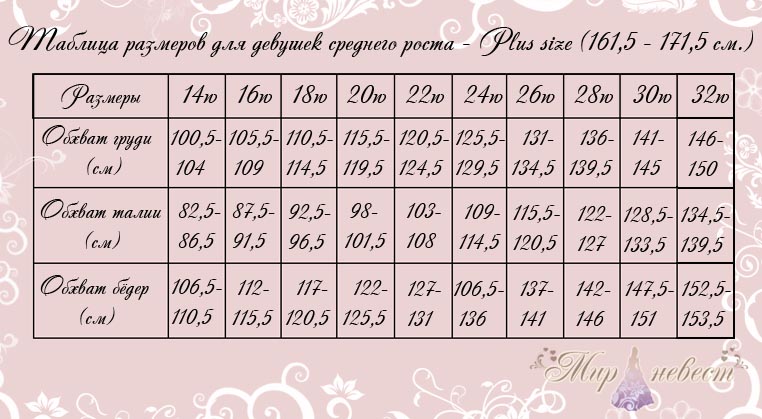 Таблица размеров для девушек среднего роста - Plus size (161,5 - 171,5 см.)
Размеры 14ю 16ю 18ю 20ю 22ю 24ю 26ю 28ю 30ю 32ю
Обхват груди 100,5- 105,5- 110,5- 115,5- 120,5- 125,5- 131- 136- 141- 146-
(см) 104 109 114,5 119,5 124,5 129,5 134,5 139,5 145 150
Обхват талии 82,5- 87,5- 92,5- 98- 103- 109- 115,5- 122- 128,5- 134,5-
(см) 86,5 91,5 96,5 101,5 108 114,5 120,5 127 133,5 139,5
Обхват бёдер 106,5- 112- 117- 122- 127- 106,5- 137- 142- 147,5- 152,5-
(см) 110,5 115,5 120,5 125,5 131 136 141 146 151 153,5
Мир невест